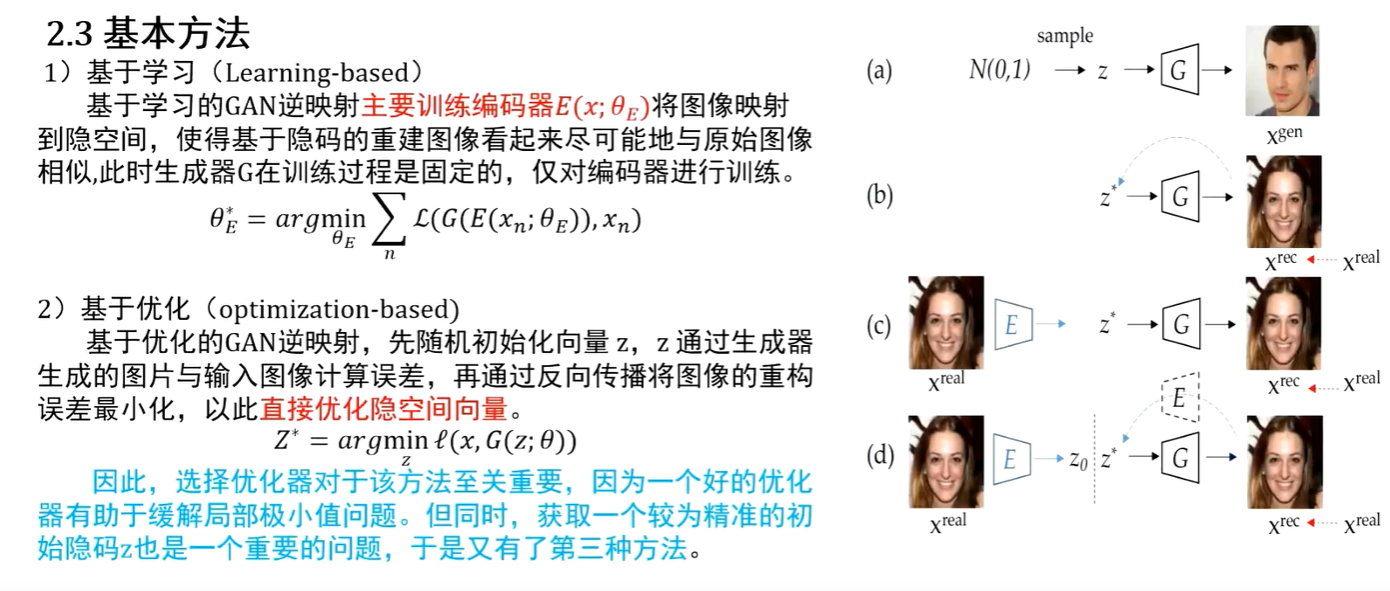 2.3 基本方法
1）基于学习（Learning-based）
基于学习的GAN逆映射主要训练编码器E(x; θ_E)将图像映射
到隐空间，使得基于隐码的重建图像看起来尽可能地与原始图像
相似,此时生成器G在训练过程是固定的，仅对编码器进行训练。
θ_E^* = argmin_{θ_E} ∑_n ℒ(G(E(x_n; θ_E)), x_n)
2）基于优化（optimization-based)
基于优化的GAN逆映射，先随机初始化向量 z，z 通过生成器
生成的图片与输入图像计算误差，再通过反向传播将图像的重构
误差最小化，以此直接优化隐空间向量。
Z^* = argmin_z ℓ(x, G(z; θ))
因此，选择优化器对于该方法至关重要，因为一个好的优化
器有助于缓解局部极小值问题。但同时，获取一个较为精准的初
始隐码z也是一个重要的问题，于是又有了第三种方法。
sample
(a) N(0,1) z G
x^gen
(b) z^* G
x^rec x^real
(c) E z^* G
x^real x^rec x^real
E
(d) E z_0 z^* G
x^real x^rec x^real